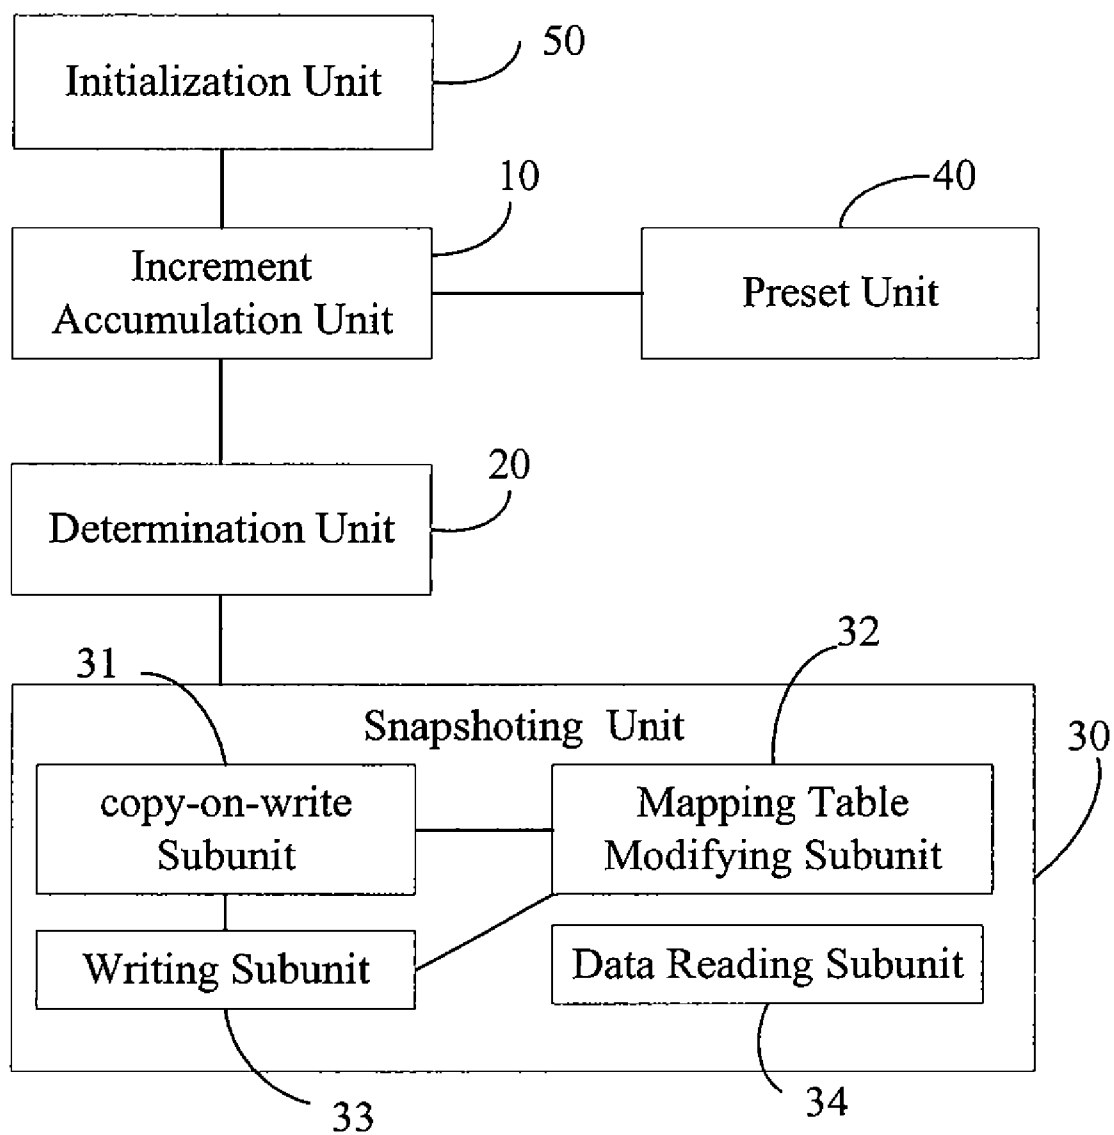 50
Initialization Unit
10
40
Increment
Accumulation Unit
Preset Unit
20
Determination Unit
31
32
Snapshoting Unit
30
copy-on-write
Subunit
Mapping Table
Modifying Subunit
Writing Subunit
Data Reading Subunit
33
34